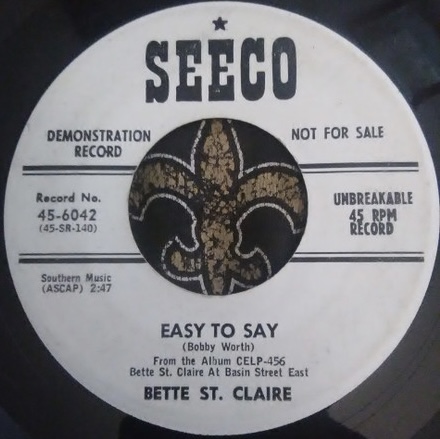 SEECO
DEMONSTRATION
RECORD
NOT FOR SALE
Record No.
45-6042
(45-SR-140)
UNBREAKABLE
45 RPM
RECORD
Southern Music
(ASCAP) 2:47
EASY TO SAY
(Bobby Worth)
From the Album CELP-456
Bette St. Claire At Basin Street East
BETTE ST. CLAIRE